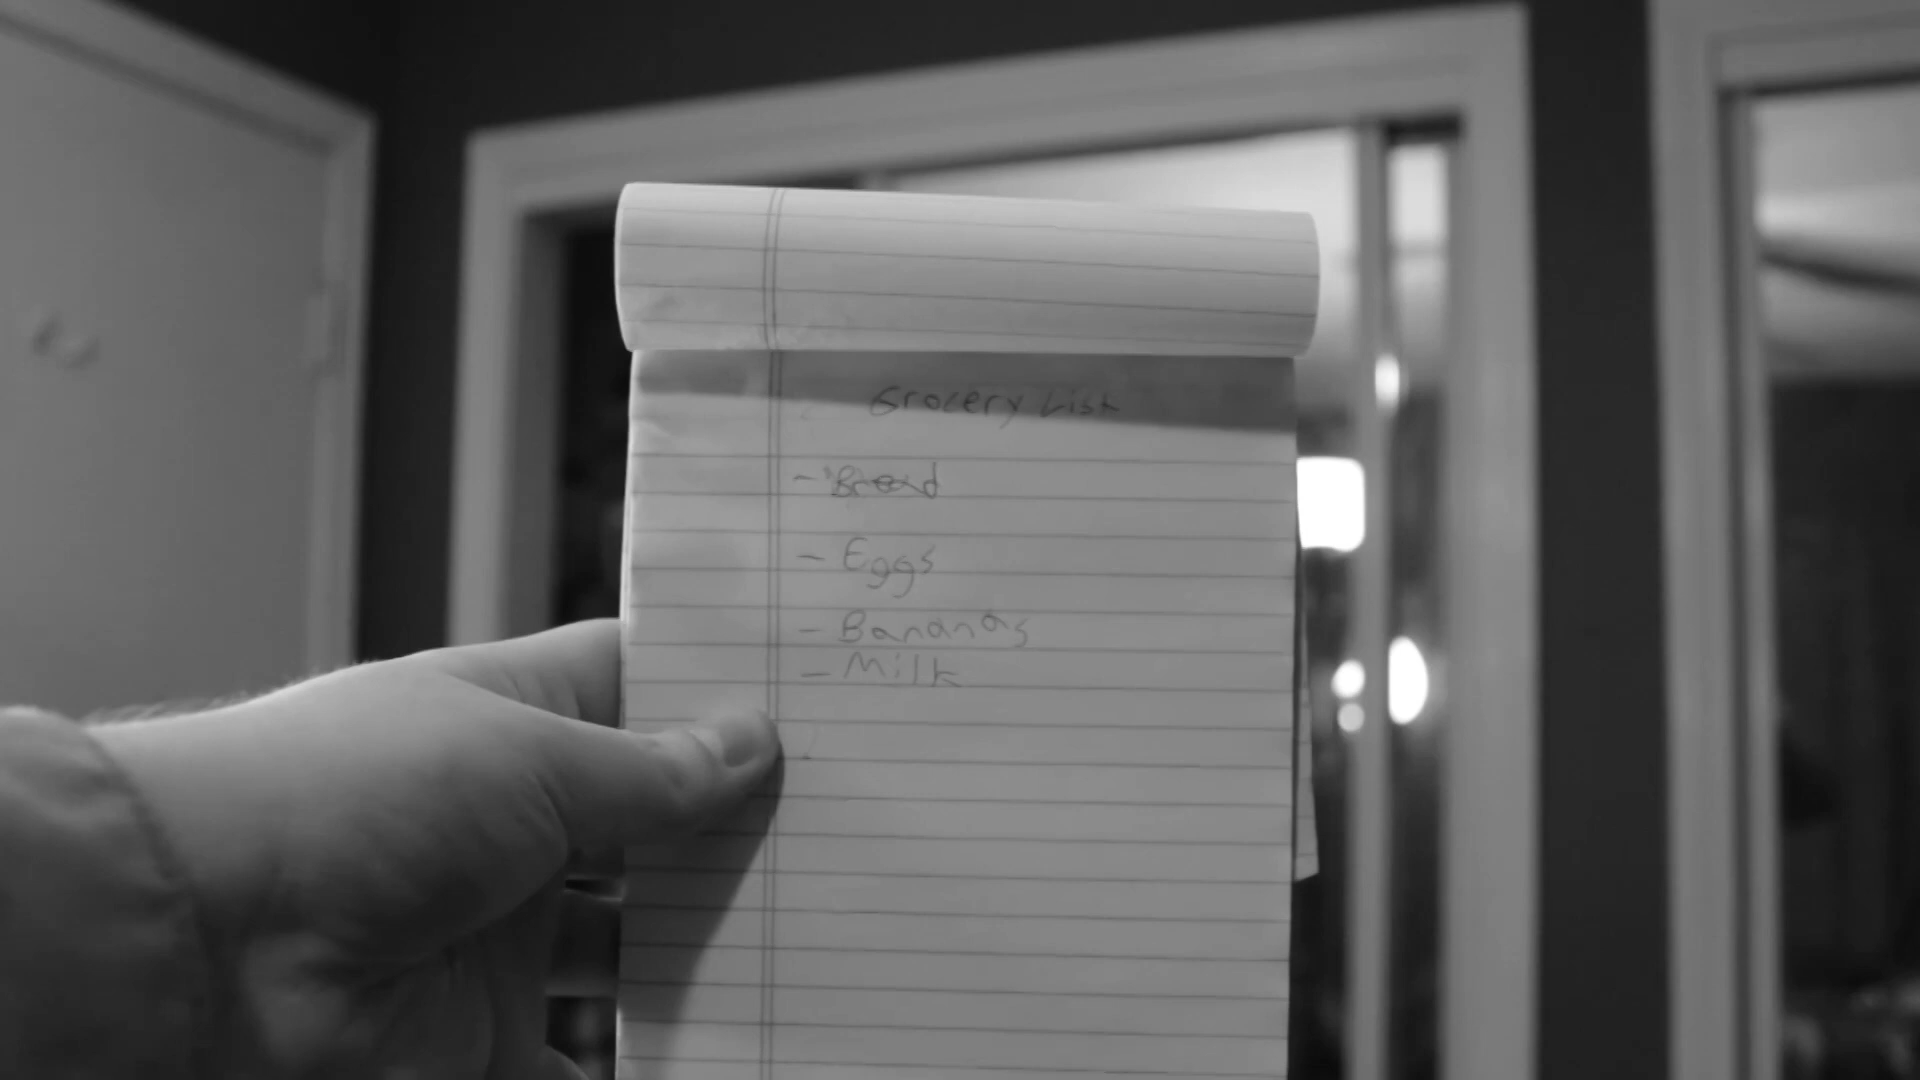 Grocery List
- Bread
- Eggs
- Bananas
- Milk